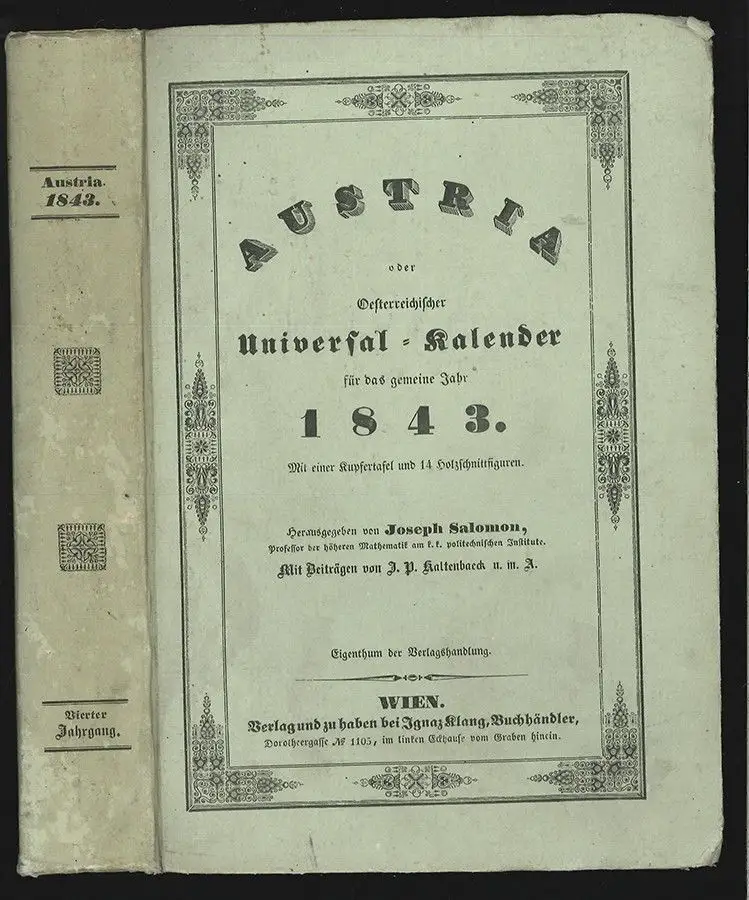 Austria.
1843.
Vierter
Jahrgang.
AUSTRIA
oder
Oesterreichischer
Universal-Kalender
für das gemeine Jahr
1843.
Mit einer Kupfertafel und 14 Holzschnittfiguren.
Herausgegeben von Joseph Salomon,
Professor der höheren Mathematik am k. k. politechnischen Institute.
Mit Beiträgen von J. P. Kaltenbaeck u. m. A.
Eigenthum der Verlagshandlung.
WIEN.
Verlag und zu haben bei Ignaz Klang, Buchhändler,
Dorotheergasse № 1105, im linken Eckhause vom Graben hinein.